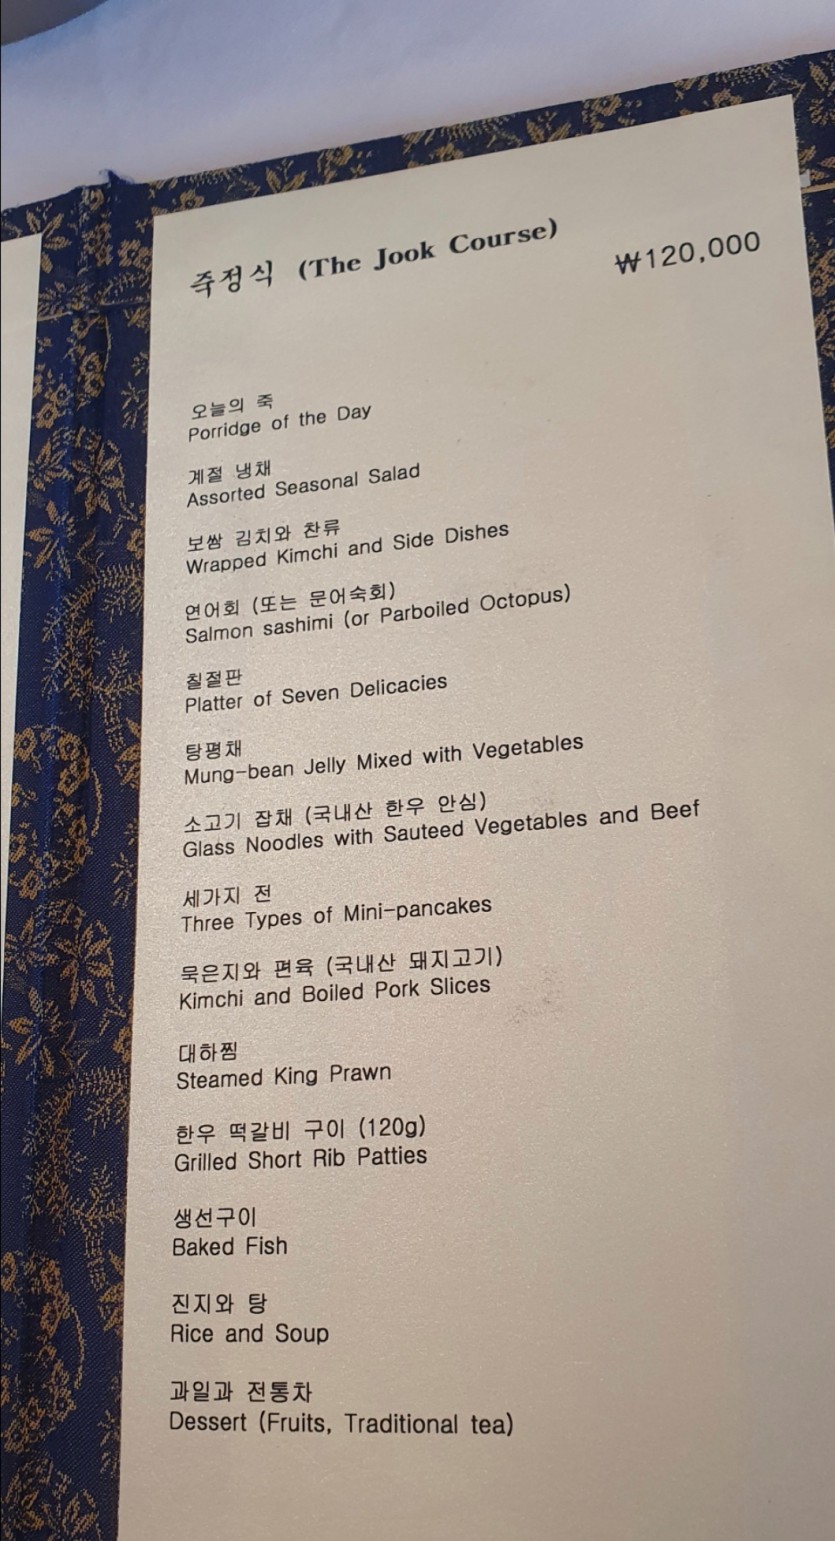 죽정식 (The Jook Course)
₩120,000
오늘의 죽
Porridge of the Day
계절 냉채
Assorted Seasonal Salad
보쌈 김치와 찬류
Wrapped Kimchi and Side Dishes
연어회 (또는 문어숙회)
Salmon sashimi (or Parboiled Octopus)
칠절판
Platter of Seven Delicacies
탕평채
Mung-bean Jelly Mixed with Vegetables
소고기 잡채 (국내산 한우 안심)
Glass Noodles with Sauteed Vegetables and Beef
세가지 전
Three Types of Mini-pancakes
묵은지와 편육 (국내산 돼지고기)
Kimchi and Boiled Pork Slices
대하찜
Steamed King Prawn
한우 떡갈비 구이 (120g)
Grilled Short Rib Patties
생선구이
Baked Fish
진지와 탕
Rice and Soup
과일과 전통차
Dessert (Fruits, Traditional tea)